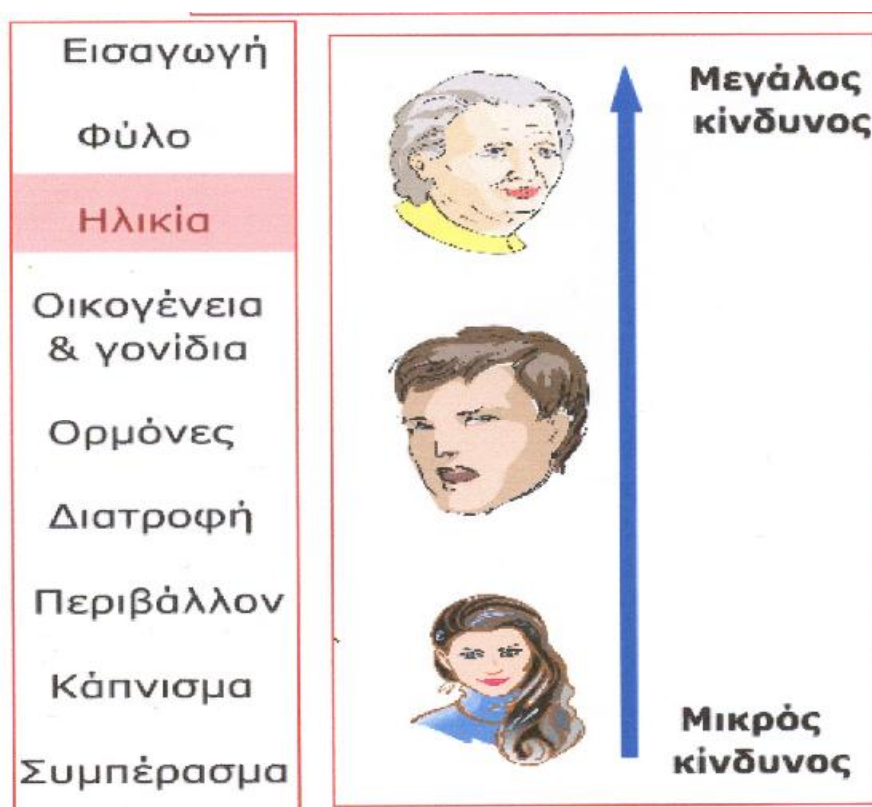 Εισαγωγή
Φύλο
Ηλικία
Οικογένεια
& γονίδια
Ορμόνες
Διατροφή
Περιβάλλον
Κάπνισμα
Συμπέρασμα
Μεγάλος
κίνδυνος
Μικρός
κίνδυνος